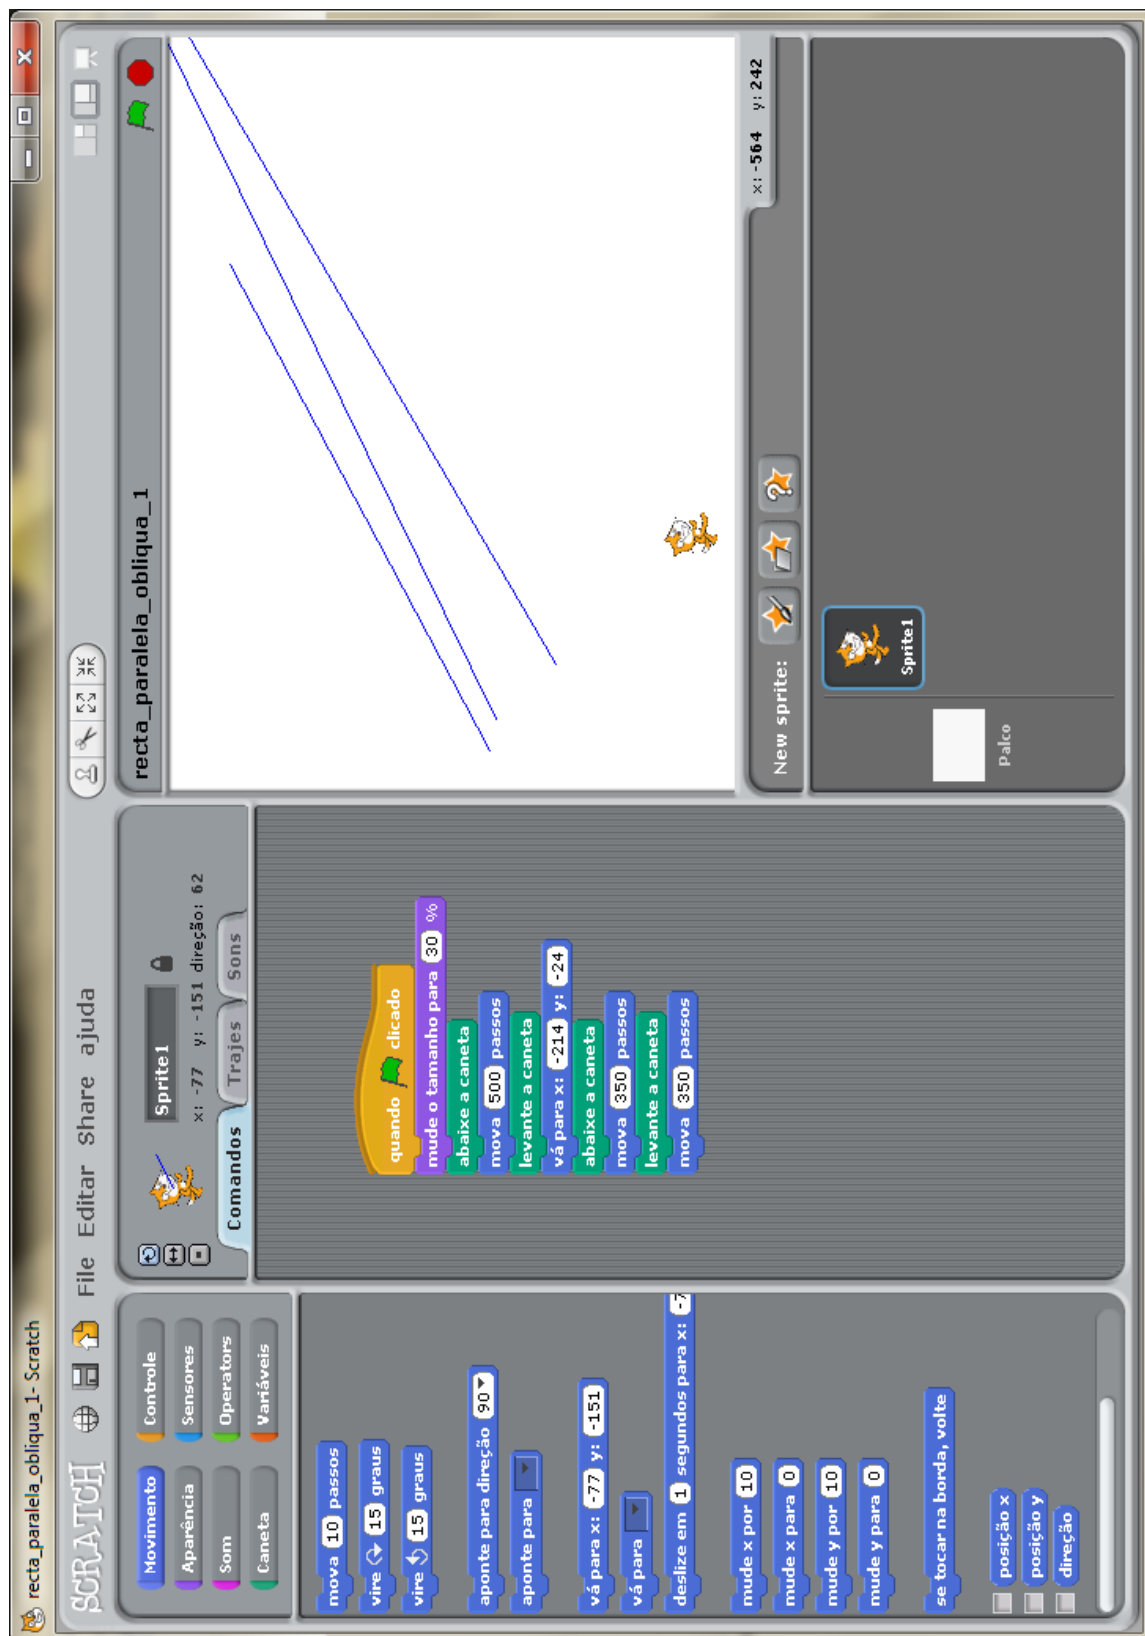 recta_paralela_obliqua_1- Scratch
SCRATCH
File Editar Share ajuda
Movimento
Controle
Aparência
Sensores
Som
Operators
Caneta
Variáveis
mova 10 passos
vire 15 graus
vire 15 graus
aponte para direção 90
aponte para
vá para x: -77 y: -151
vá para
deslize em 1 segundos para x: -7
mude x por 10
mude x para 0
mude y por 10
mude y para 0
se tocar na borda, volte
posição x
posição y
direção
Sprite1
x: -77 y: -151 direção: 62
Comandos Trajes Sons
quando clicado
mude o tamanho para 30 %
abaixe a caneta
mova 500 passos
levante a caneta
vá para x: -214 y: -24
abaixe a caneta
mova 350 passos
levante a caneta
mova 350 passos
recta_paralela_obliqua_1
x: -564 y: 242
New sprite:
Sprite1
Palco